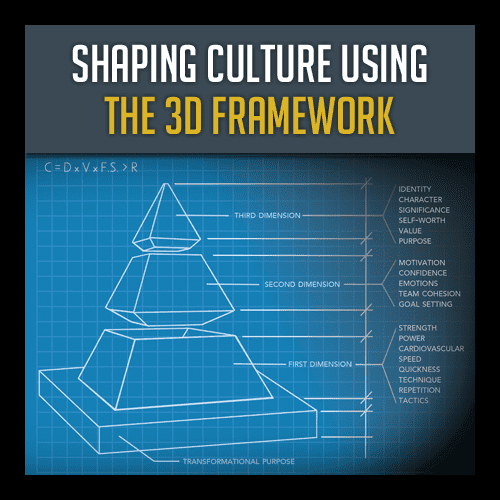 SHAPING CULTURE USING
THE 3D FRAMEWORK
C=DxVxF.S.>R
THIRD DIMENSION
IDENTITY
CHARACTER
SIGNIFICANCE
SELF-WORTH
VALUE
PURPOSE
SECOND DIMENSION
MOTIVATION
CONFIDENCE
EMOTIONS
TEAM COHESION
GOAL SETTING
FIRST DIMENSION
STRENGTH
POWER
CARDIOVASCULAR
SPEED
QUICKNESS
TECHNIQUE
REPETITION
TACTICS
TRANSFORMATIONAL PURPOSE